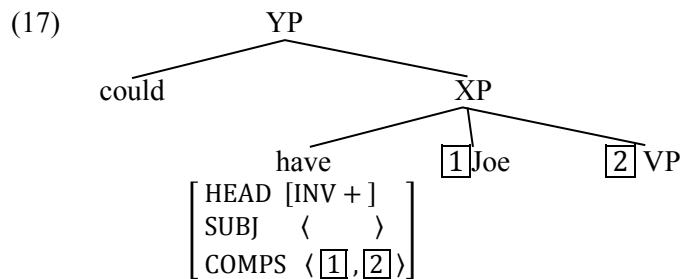 (17) YP
could XP
have 1 Joe 2 VP
[ HEAD [INV + ]
SUBJ ⟨ ⟩
COMPS ⟨ 1 , 2 ⟩ ]